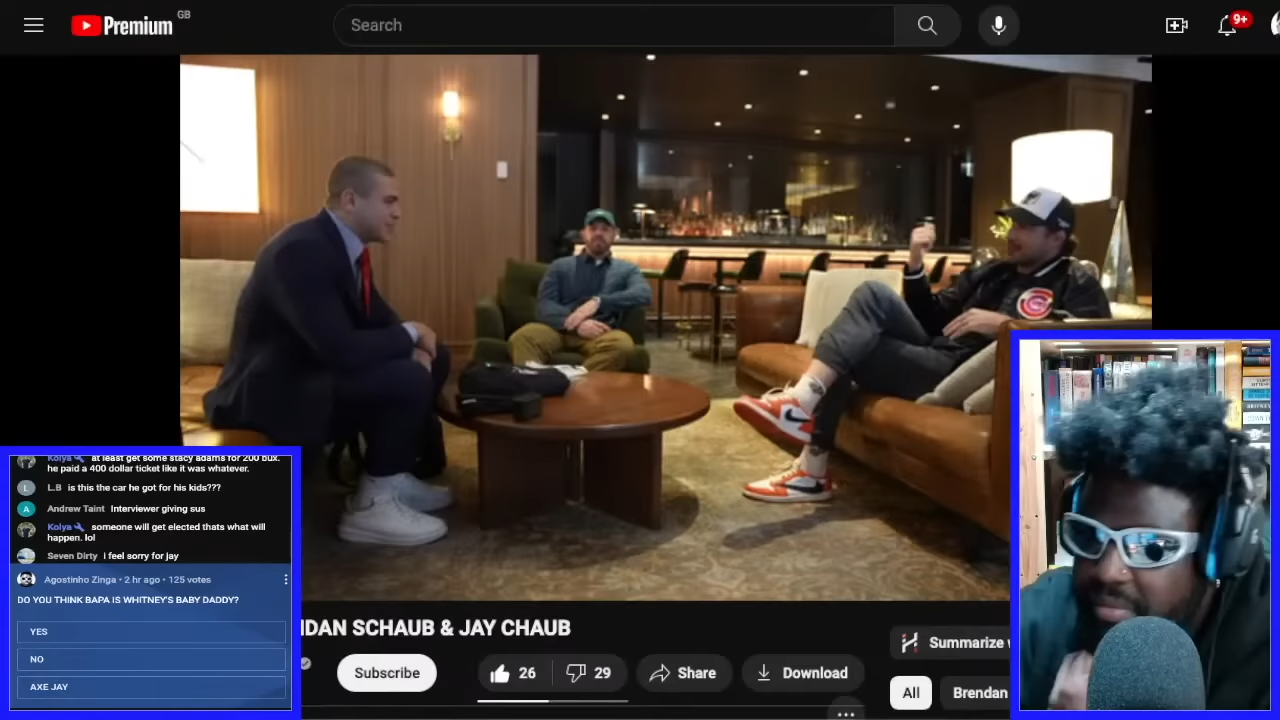 Premium GB
Search
9+
Kolya at least get some stacy adams for 200 bux.
he paid a 400 dollar ticket like it was whatever.
L L.B is this the car he got for his kids???
A Andrew Taint Interviewer giving sus
Kolya someone will get elected thats what will
happen. lol
Seven Dirty i feel sorry for jay
Agostinho Zinga • 2 hr ago • 125 votes
DO YOU THINK BAPA IS WHITNEY'S BABY DADDY?
YES
NO
AXE JAY
NDAN SCHAUB & JAY CHAUB
Subscribe
26
29
Share
Download
Summarize
All
Brendan